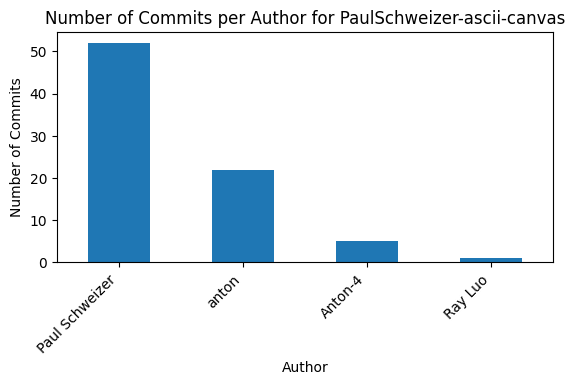 Number of Commits per Author for PaulSchweizer-ascii-canvas
Number of Commits
50
40
30
20
10
0
Paul Schweizer
anton
Anton-4
Ray Luo
Author